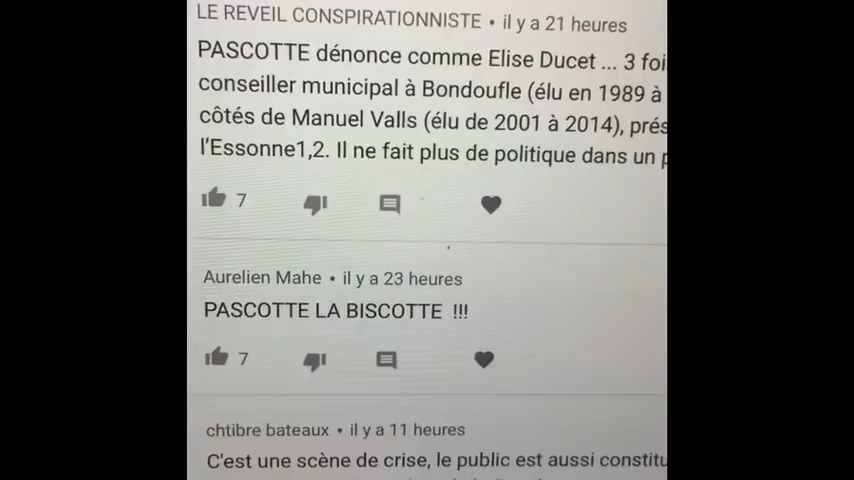 LE REVEIL CONSPIRATIONNISTE • il y a 21 heures
PASCOTTE dénonce comme Elise Ducet ... 3 foi
conseiller municipal à Bondoufle (élu en 1989 à
côtés de Manuel Valls (élu de 2001 à 2014), prés
l'Essonne1,2. Il ne fait plus de politique dans un p
7
Aurelien Mahe • il y a 23 heures
PASCOTTE LA BISCOTTE !!!
7
chtibre bateaux • il y a 11 heures
C'est une scène de crise, le public est aussi constitu